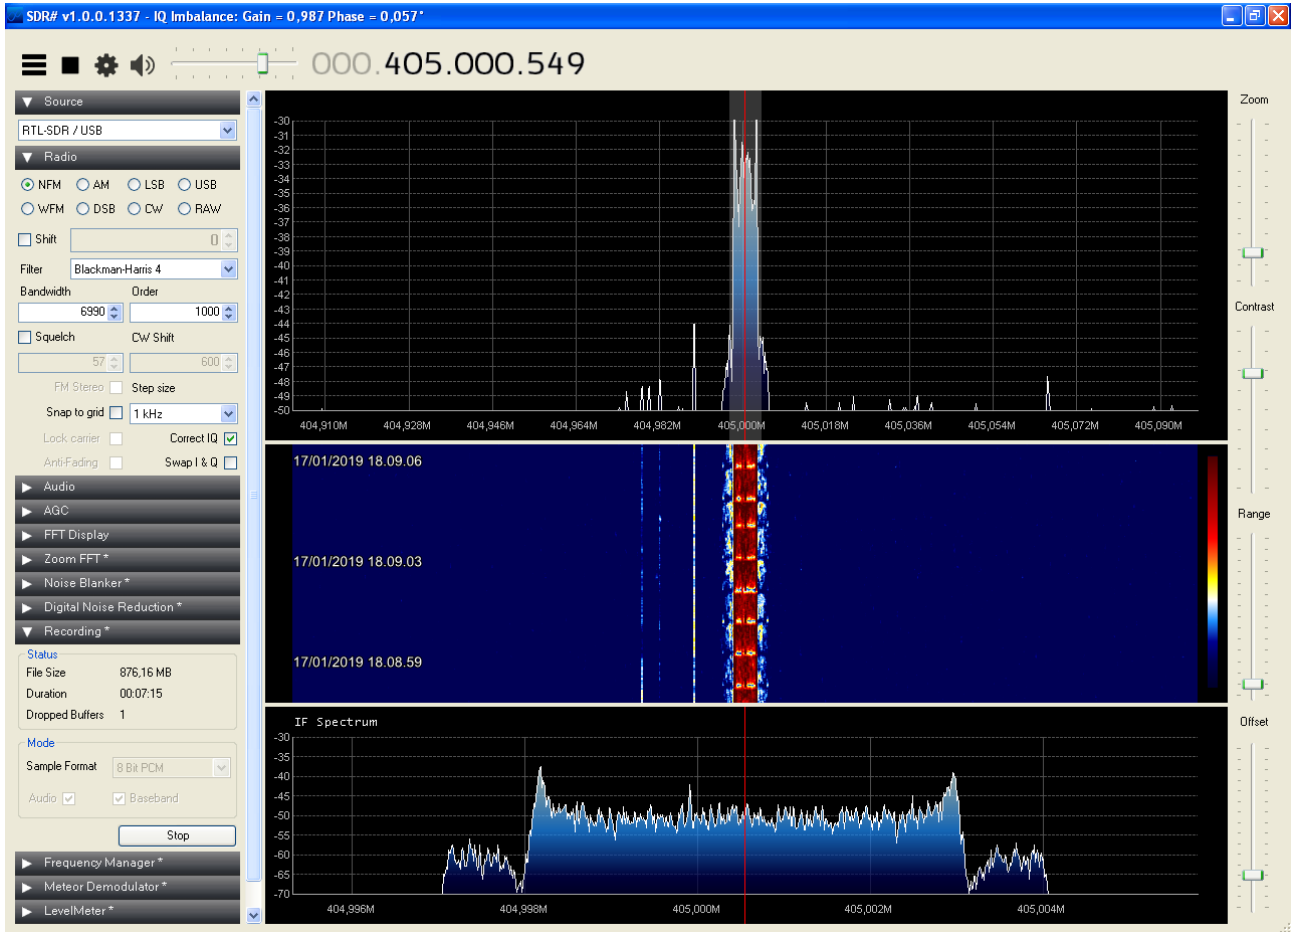 SDR# v1.0.0.1337 - IQ Imbalance: Gain = 0,987 Phase = 0,057°
000.405.000.549
Source
RTL-SDR / USB
Radio
NFM AM LSB USB
WFM DSB CW RAW
Shift 0
Filter Blackman-Harris 4
Bandwidth Order
6990 1000
Squelch CW Shift
57 600
FM Stereo Step size
Snap to grid 1 kHz
Lock carrier Correct IQ
Anti-Fading Swap I & Q
Audio
AGC
FFT Display
Zoom FFT *
Noise Blanker *
Digital Noise Reduction *
Recording *
Status
File Size 876,16 MB
Duration 00:07:15
Dropped Buffers 1
Mode
Sample Format 8 Bit PCM
Audio Baseband
Stop
Frequency Manager *
Meteor Demodulator *
LevelMeter *
-30
-31
-32
-33
-34
-35
-36
-37
-38
-39
-40
-41
-42
-43
-44
-45
-46
-47
-48
-49
-50
404,910M 404,928M 404,946M 404,964M 404,982M 405,000M 405,018M 405,036M 405,054M 405,072M 405,090M
17/01/2019 18.09.06
17/01/2019 18.09.03
17/01/2019 18.08.59
IF Spectrum
-30
-35
-40
-45
-50
-55
-60
-65
-70
404,996M 404,998M 405,000M 405,002M 405,004M
Zoom
Contrast
Range
Offset